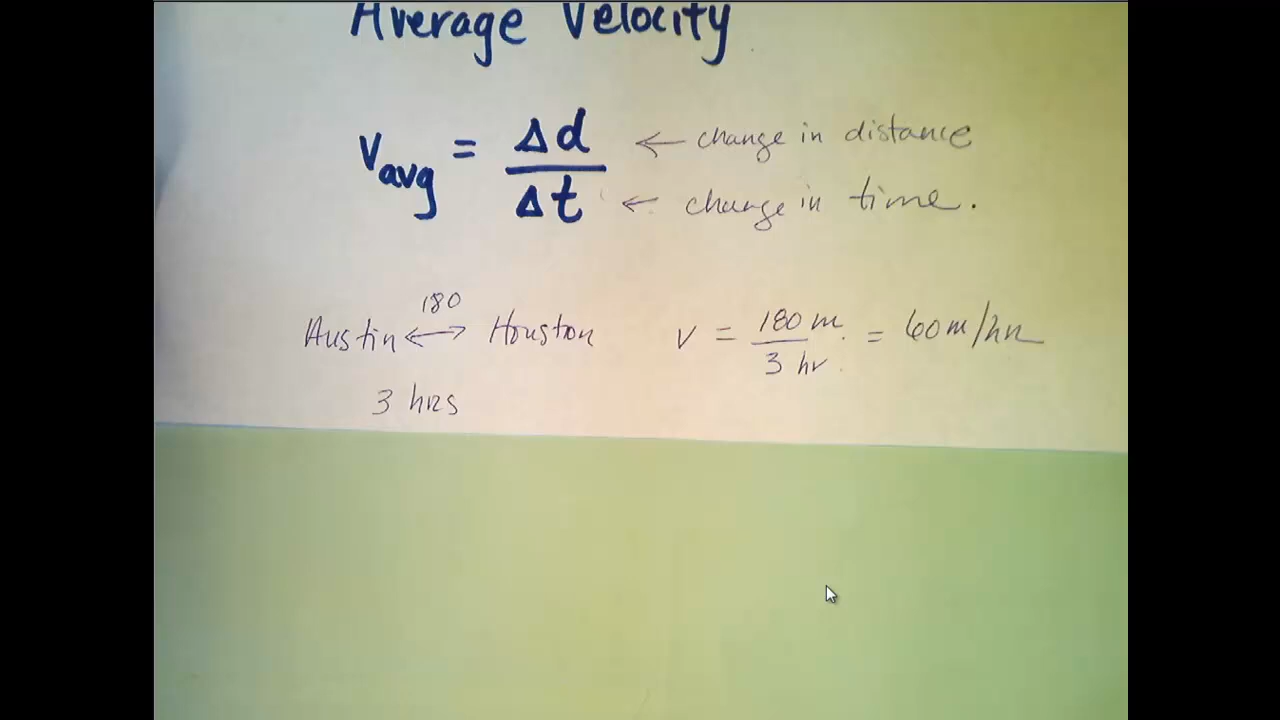 Average Velocity
Vavg = Δd / Δt
← change in distance
← change in time.
180
Austin ↔ Houston
3 hrs
v = 180 m / 3 hr. = 60 m/hr